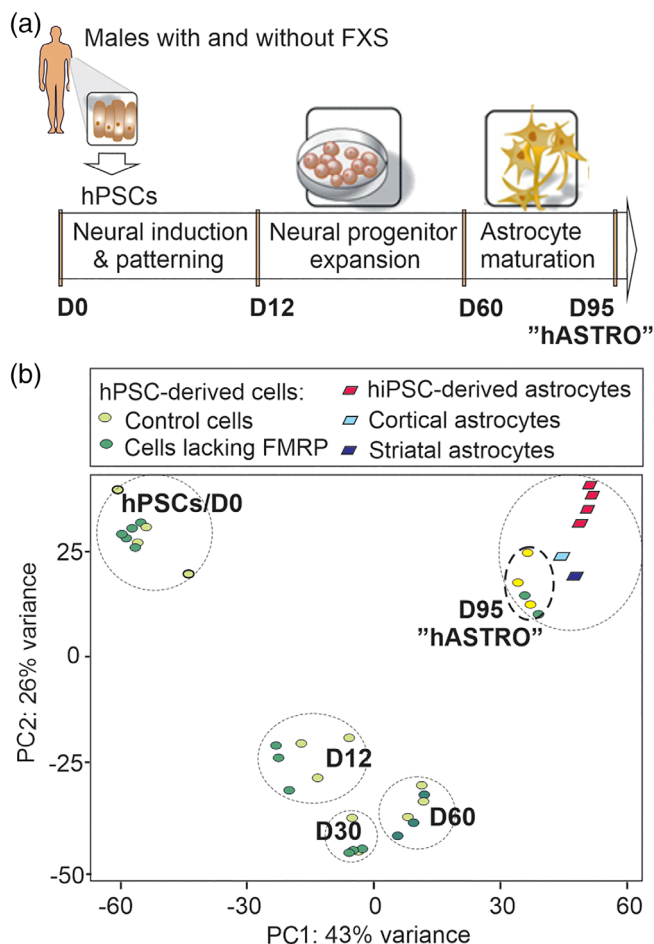 (a)
Males with and without FXS
hPSCs
Neural induction
& patterning
Neural progenitor
expansion
Astrocyte
maturation
D0
D12
D60
D95
"hASTRO"
(b)
hPSC-derived cells:
Control cells
Cells lacking FMRP
hiPSC-derived astrocytes
Cortical astrocytes
Striatal astrocytes
hPSCs/D0
D95
"hASTRO"
D12
D30
D60
PC2: 26% variance
25
0
-25
-50
-60
-30
0
30
60
PC1: 43% variance